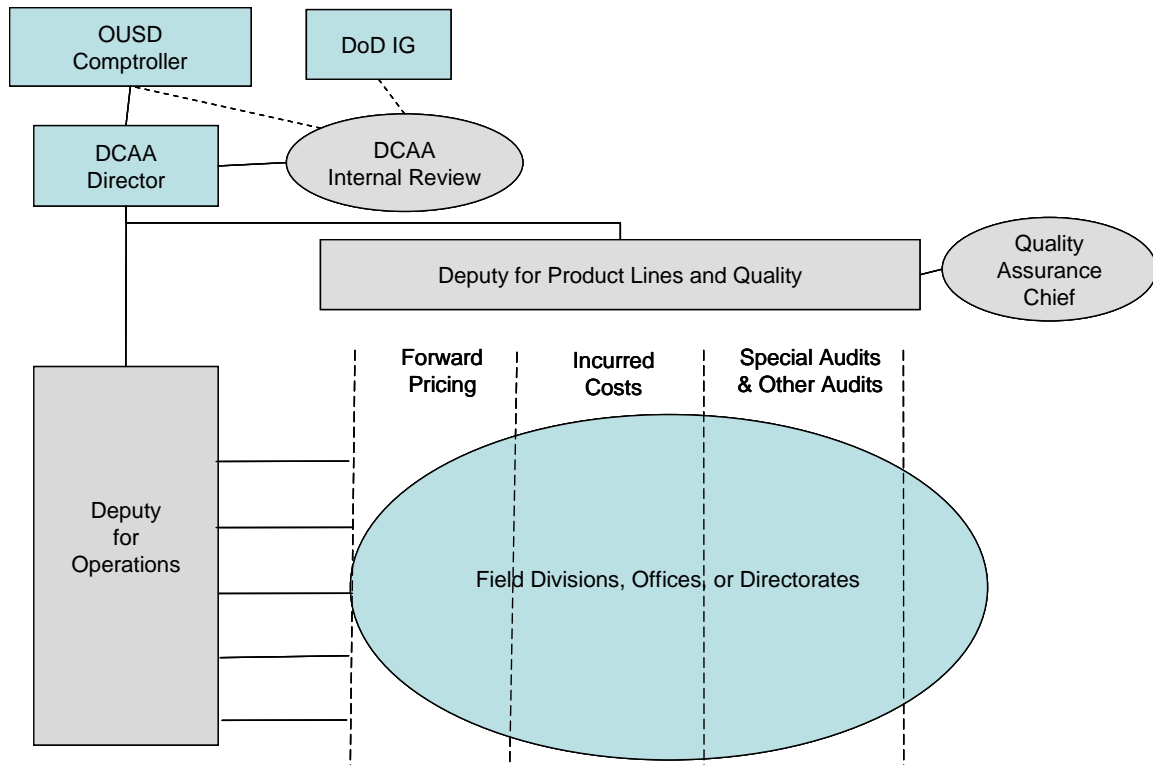 OUSD
Comptroller
DoD IG
DCAA
Director
DCAA
Internal Review
Deputy for Product Lines and Quality
Quality
Assurance
Chief
Forward
Pricing
Incurred
Costs
Special Audits
& Other Audits
Deputy
for
Operations
Field Divisions, Offices, or Directorates